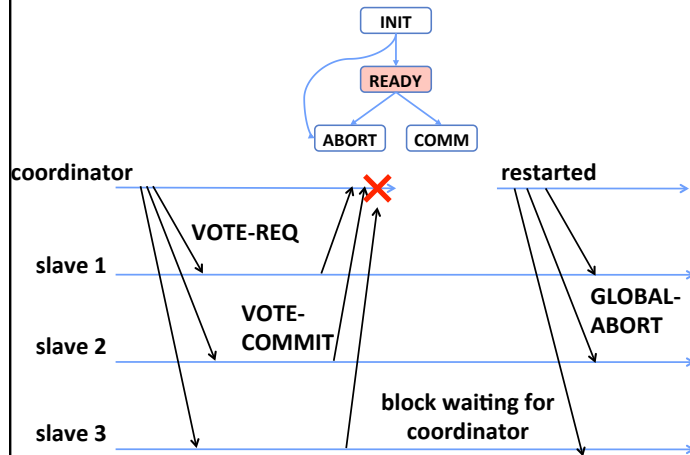 INIT
READY
ABORT
COMM
coordinator
restarted
VOTE-REQ
slave 1
GLOBAL-
ABORT
VOTE-
COMMIT
slave 2
block waiting for
coordinator
slave 3